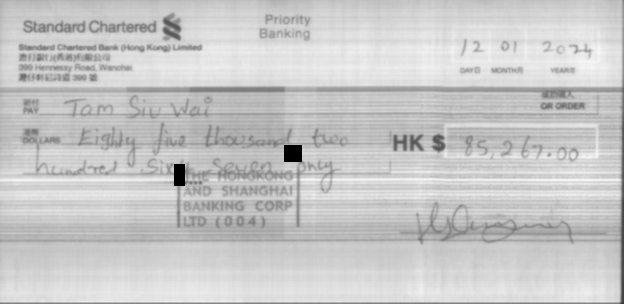 Standard Chartered
Priority
Banking
Standard Chartered Bank (Hong Kong) Limited
渣打銀行(香港)有限公司
399 Hennessy Road, Wanchai
灣仔軒尼詩道 399 號
12 01 2024
DAY日 MONTH月 YEAR年
祈付
PAY Tam Siu Wai
或持票人
OR ORDER
港幣
DOLLARS Eighty five thousand two
HK $ 85,267.00
hundred Sixty Seven only
THE HONGKONG
AND SHANGHAI
BANKING CORP
LTD (004)